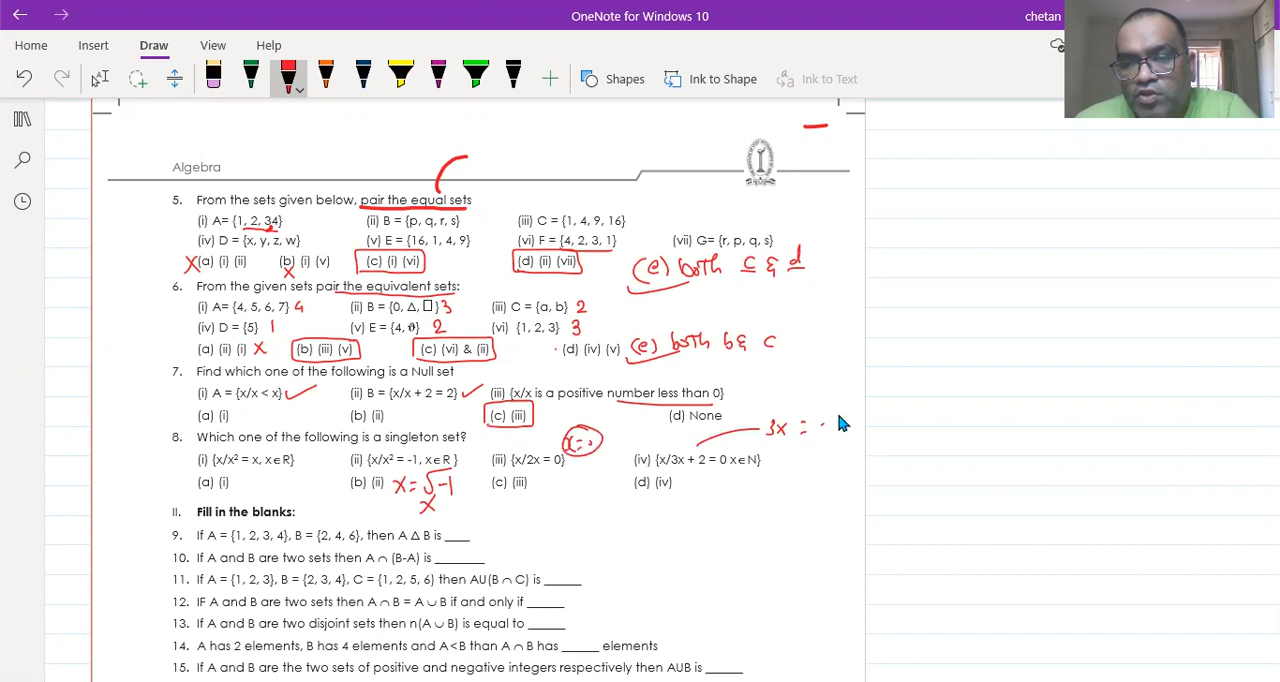 OneNote for Windows 10
chetan
Home Insert Draw View Help
Shapes Ink to Shape Ink to Text
Algebra
5. From the sets given below, pair the equal sets
(i) A= {1, 2, 34} (ii) B = {p, q, r, s} (iii) C = {1, 4, 9, 16}
(iv) D = {x, y, z, w} (v) E = {16, 1, 4, 9} (vi) F = {4, 2, 3, 1} (vii) G= {r, p, q, s}
X (a) (i) (ii) (b) (i) (v) (c) (i) (vi) (d) (ii) (vii) (e) both c & d
X
6. From the given sets pair the equivalent sets:
(i) A= {4, 5, 6, 7} 4 (ii) B = {0, Δ, □} 3 (iii) C = {a, b} 2
(iv) D = {5} 1 (v) E = {4, } 2 (vi) {1, 2, 3} 3
(a) (ii) (i) X (b) (iii) (v) (c) (vi) & (ii) (d) (iv) (v) (e) both b & c
7. Find which one of the following is a Null set
(i) A = {x/x < x} ✓ (ii) B = {x/x + 2 = 2} ✓ (iii) {x/x is a positive number less than 0}
(a) (i) (b) (ii) (c) (iii) (d) None
3x =
8. Which one of the following is a singleton set? x=0
(i) {x/x² = x, x∈R} (ii) {x/x² = -1, x∈R } (iii) {x/2x = 0} (iv) {x/3x + 2 = 0 x∈N}
(a) (i) (b) (ii) x = √-1 (c) (iii) (d) (iv)
X
II. Fill in the blanks:
9. If A = {1, 2, 3, 4}, B = {2, 4, 6}, then A Δ B is ____
10. If A and B are two sets then A ∩ (B-A) is ________
11. If A = {1, 2, 3}, B = {2, 3, 4}, C = {1, 2, 5, 6) then AU(B ∩ C) is ______
12. IF A and B are two sets then A ∩ B = A ∪ B if and only if ______
13. If A and B are two disjoint sets then n(A ∪ B) is equal to ______
14. A has 2 elements, B has 4 elements and A<B than A ∩ B has ______ elements
15. If A and B are the two sets of positive and negative integers respectively then AUB is ______